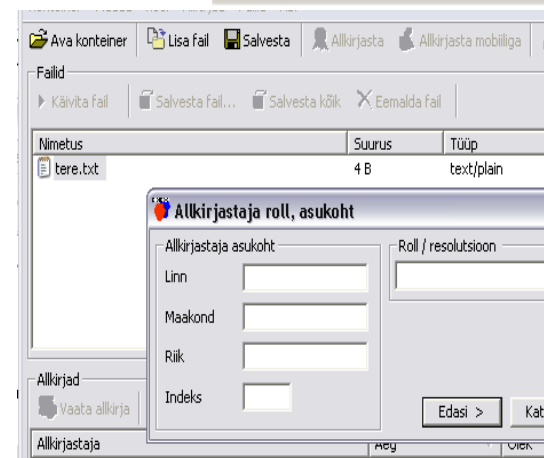 Ava konteiner Lisa fail Salvesta Allkirjasta Allkirjasta mobiiliga
Failid
Käivita fail Salvesta fail... Salvesta kõik Eemalda fail
Nimetus Suurus Tüüp
tere.txt 4 B text/plain
Allkirjastaja roll, asukoht
Allkirjastaja asukoht Roll / resolutsioon
Linn
Maakond
Riik
Indeks
Edasi > Kat
Allkirjad
Vaata allkirja
Allkirjastaja Aeg Olek